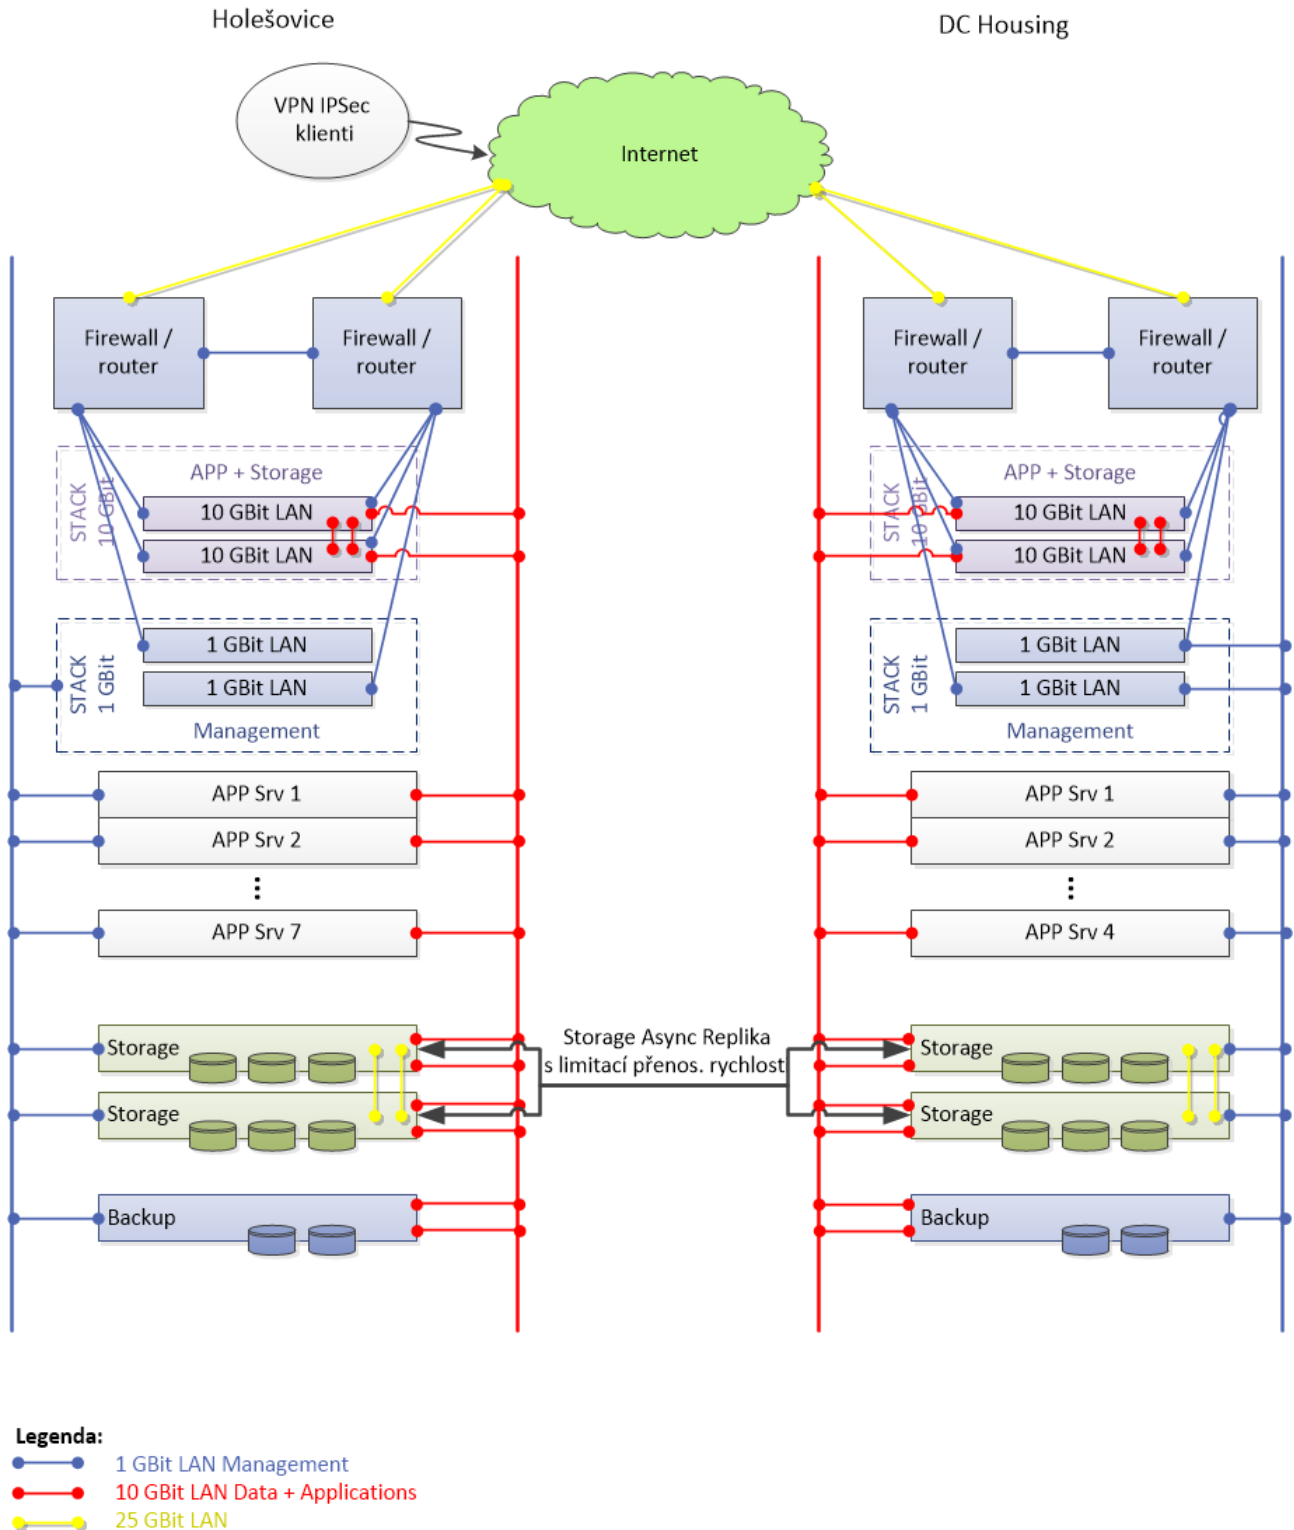 Holešovice
DC Housing
VPN IPSec
klienti
Internet
Firewall /
router
Firewall /
router
Firewall /
router
Firewall /
router
APP + Storage
STACK
10 GBit
10 GBit LAN
10 GBit LAN
APP + Storage
STACK
10 GBit
10 GBit LAN
10 GBit LAN
STACK
1 GBit
1 GBit LAN
1 GBit LAN
Management
STACK
1 GBit
1 GBit LAN
1 GBit LAN
Management
APP Srv 1
APP Srv 2
APP Srv 7
APP Srv 1
APP Srv 2
APP Srv 4
Storage
Storage
Storage Async Replika
s limitací přenos. rychlost
Storage
Storage
Backup
Backup
Legenda:
1 GBit LAN Management
10 GBit LAN Data + Applications
25 GBit LAN